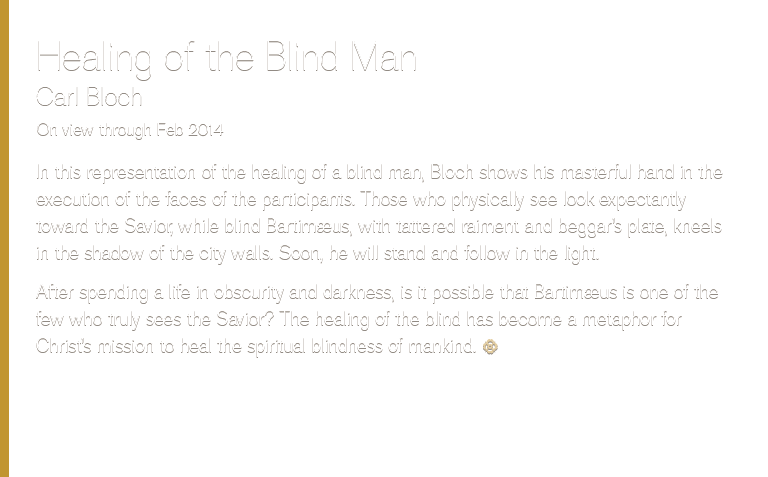 Healing of the Blind Man
Carl Bloch
On view through Feb 2014
In this representation of the healing of a blind man, Bloch shows his masterful hand in the
execution of the faces of the participants. Those who physically see look expectantly
toward the Savior, while blind Bartimæus, with tattered raiment and beggar's plate, kneels
in the shadow of the city walls. Soon, he will stand and follow in the light.
After spending a life in obscurity and darkness, is it possible that Bartimæus is one of the
few who truly sees the Savior? The healing of the blind has become a metaphor for
Christ's mission to heal the spiritual blindness of mankind.